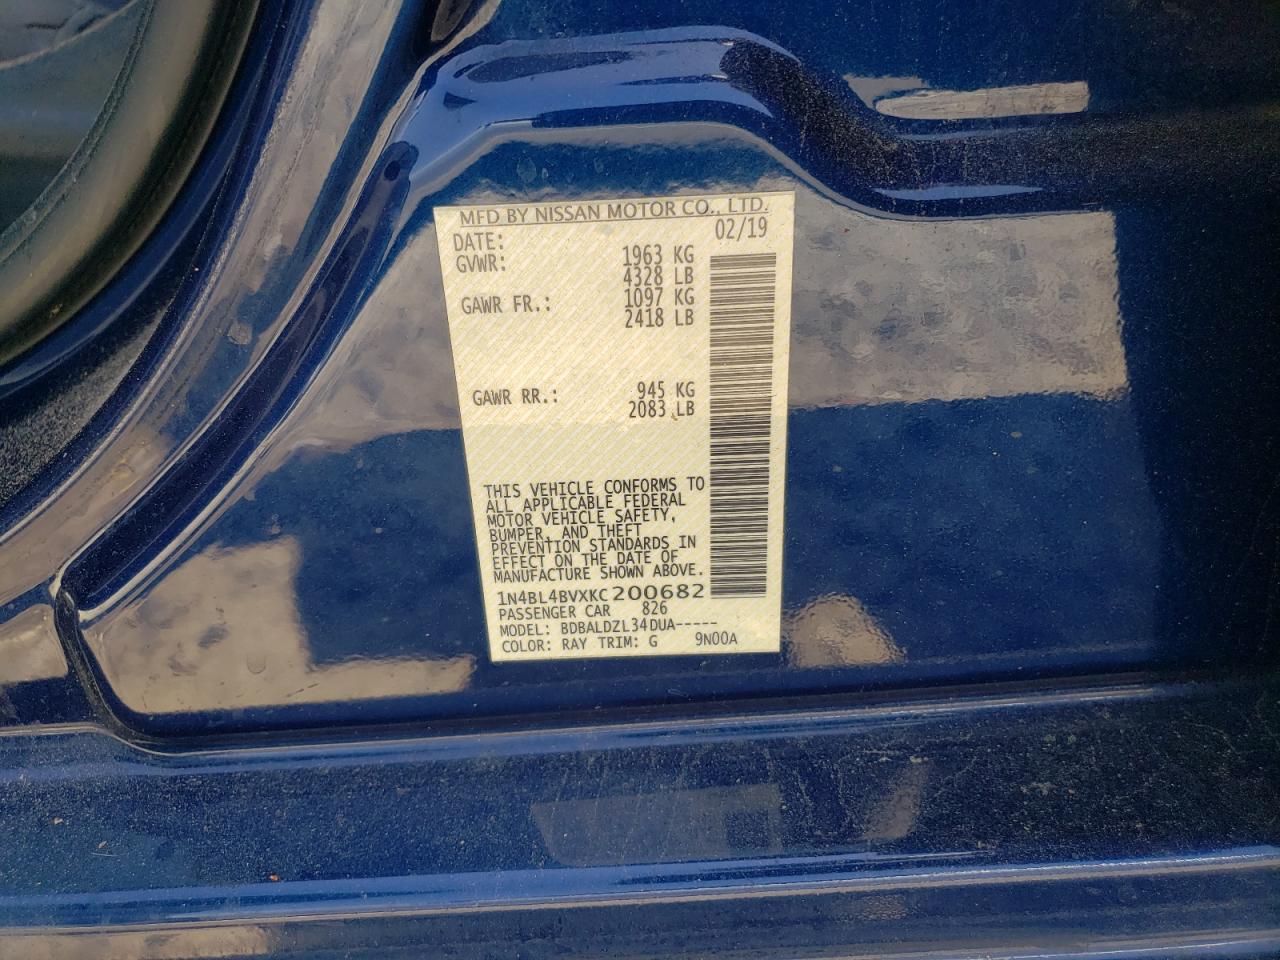 MFD BY NISSAN MOTOR CO., LTD.
DATE: 02/19
GVWR: 1963 KG
4328 LB
GAWR FR.: 1097 KG
2418 LB
GAWR RR.: 945 KG
2083 LB
THIS VEHICLE CONFORMS TO
ALL APPLICABLE FEDERAL
MOTOR VEHICLE SAFETY,
BUMPER, AND THEFT
PREVENTION STANDARDS IN
EFFECT ON THE DATE OF
MANUFACTURE SHOWN ABOVE.
1N4BL4BVXKC200682
PASSENGER CAR 826
MODEL: BDBALDZL34DUA-----
COLOR: RAY TRIM: G 9N00A